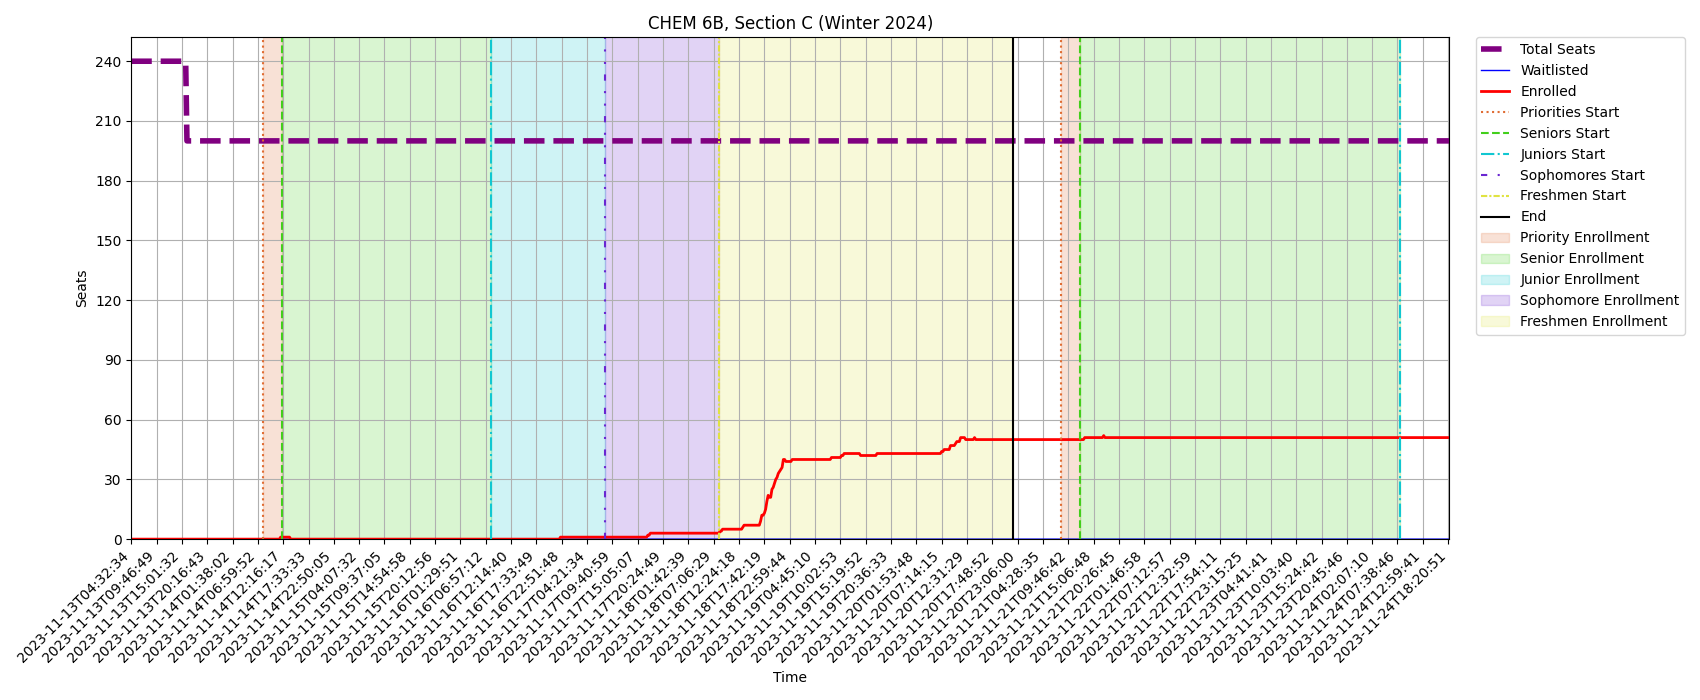 CHEM 6B, Section C (Winter 2024)
Seats
240
210
180
150
120
90
60
30
0
2023-11-13T04:32:34
2023-11-13T09:46:49
2023-11-13T15:01:32
2023-11-13T20:16:43
2023-11-14T01:38:02
2023-11-14T06:59:52
2023-11-14T12:16:17
2023-11-14T17:33:33
2023-11-14T22:50:05
2023-11-15T04:07:32
2023-11-15T09:37:05
2023-11-15T14:54:58
2023-11-15T20:12:56
2023-11-16T01:29:51
2023-11-16T06:57:12
2023-11-16T12:14:40
2023-11-16T17:33:49
2023-11-16T22:51:48
2023-11-17T04:21:34
2023-11-17T09:40:59
2023-11-17T15:05:07
2023-11-17T20:24:49
2023-11-18T01:42:39
2023-11-18T07:06:29
2023-11-18T12:24:18
2023-11-18T17:42:19
2023-11-18T22:59:44
2023-11-19T04:45:10
2023-11-19T10:02:53
2023-11-19T15:19:52
2023-11-19T20:36:33
2023-11-20T01:53:48
2023-11-20T07:14:15
2023-11-20T12:31:29
2023-11-20T17:48:52
2023-11-20T23:06:00
2023-11-21T04:28:35
2023-11-21T09:46:42
2023-11-21T15:06:48
2023-11-21T20:26:45
2023-11-22T01:46:58
2023-11-22T07:12:57
2023-11-22T12:32:59
2023-11-22T17:54:11
2023-11-22T23:15:25
2023-11-23T04:41:41
2023-11-23T10:03:40
2023-11-23T15:24:42
2023-11-23T20:45:46
2023-11-24T02:07:10
2023-11-24T07:38:46
2023-11-24T12:59:41
2023-11-24T18:20:51
Time
Total Seats
Waitlisted
Enrolled
Priorities Start
Seniors Start
Juniors Start
Sophomores Start
Freshmen Start
End
Priority Enrollment
Senior Enrollment
Junior Enrollment
Sophomore Enrollment
Freshmen Enrollment